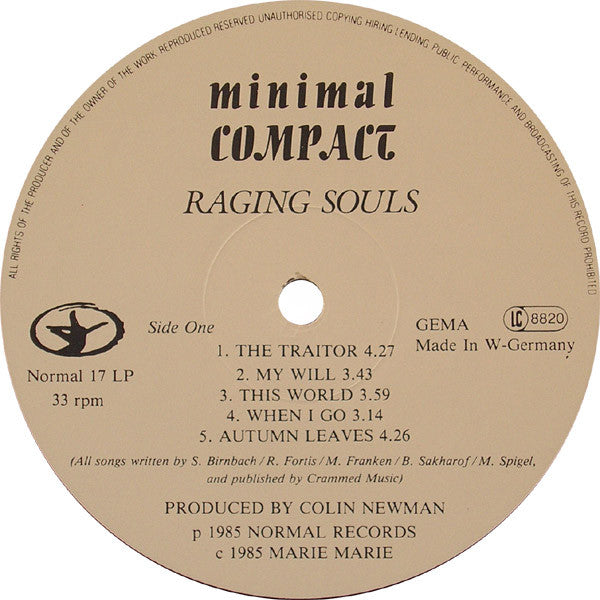 ALL RIGHTS OF THE PRODUCER AND OF THE OWNER OF THE WORK REPRODUCED RESERVED UNAUTHORISED COPYING HIRING LENDING PUBLIC PERFORMANCE AND BROADCASTING OF THIS RECORD PROHIBITED
minimal
COMPACT
RAGING SOULS
Side One
GEMA
LC 8820
Made In W-Germany
Normal 17 LP
33 rpm
1. THE TRAITOR 4.27
2. MY WILL 3.43
3. THIS WORLD 3.59
4. WHEN I GO 3.14
5. AUTUMN LEAVES 4.26
(All songs written by S. Birnbach/R. Fortis/M. Franken/B. Sakharof/M. Spigel,
and published by Crammed Music)
PRODUCED BY COLIN NEWMAN
p 1985 NORMAL RECORDS
c 1985 MARIE MARIE